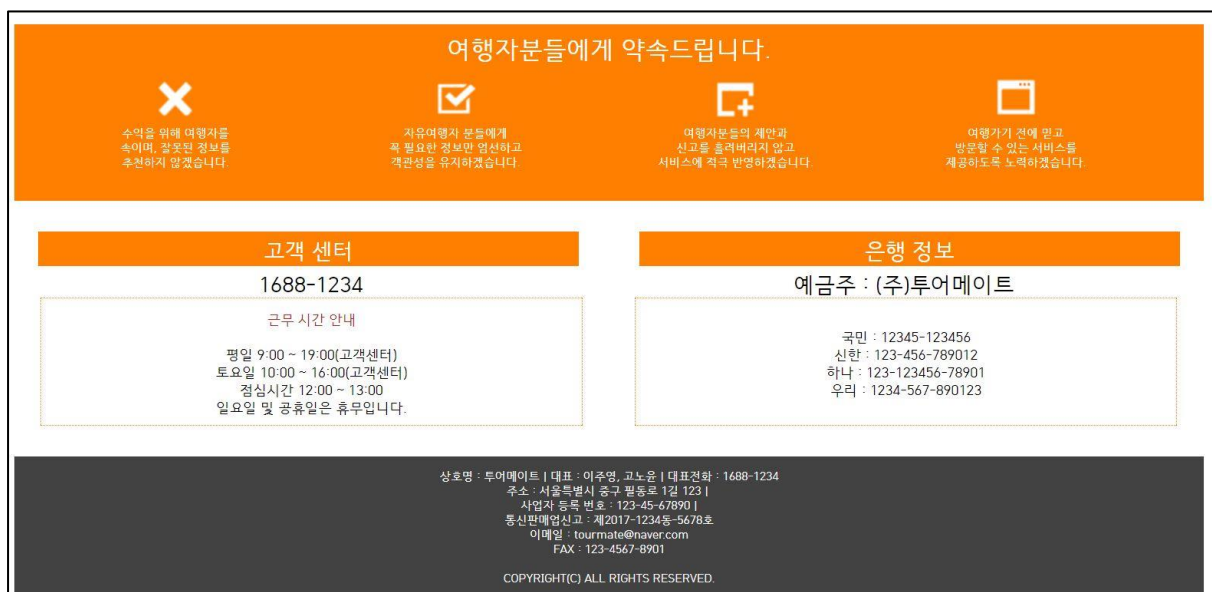 여행자분들에게 약속드립니다.
수익을 위해 여행자를
속이며, 잘못된 정보를
추천하지 않겠습니다.
자유여행자 분들에게
꼭 필요한 정보만 엄선하고
객관성을 유지하겠습니다.
여행자분들의 제안과
신고를 흘려버리지 않고
서비스에 적극 반영하겠습니다.
여행가기 전에 믿고
방문할 수 있는 서비스를
제공하도록 노력하겠습니다.
고객 센터
1688-1234
근무 시간 안내
평일 9:00 ~ 19:00(고객센터)
토요일 10:00 ~ 16:00(고객센터)
점심시간 12:00 ~ 13:00
일요일 및 공휴일은 휴무입니다.
은행 정보
예금주 : (주)투어메이트
국민 : 12345-123456
신한 : 123-456-789012
하나 : 123-123456-78901
우리 : 1234-567-890123
상호명 : 투어메이트 | 대표 : 이주영, 고노윤 | 대표전화 : 1688-1234
주소 : 서울특별시 중구 필동로 1길 123 |
사업자 등록 번호 : 123-45-67890 |
통신판매업신고 : 제2017-1234동-5678호
이메일 : tourmate@naver.com
FAX : 123-4567-8901
COPYRIGHT(C) ALL RIGHTS RESERVED.